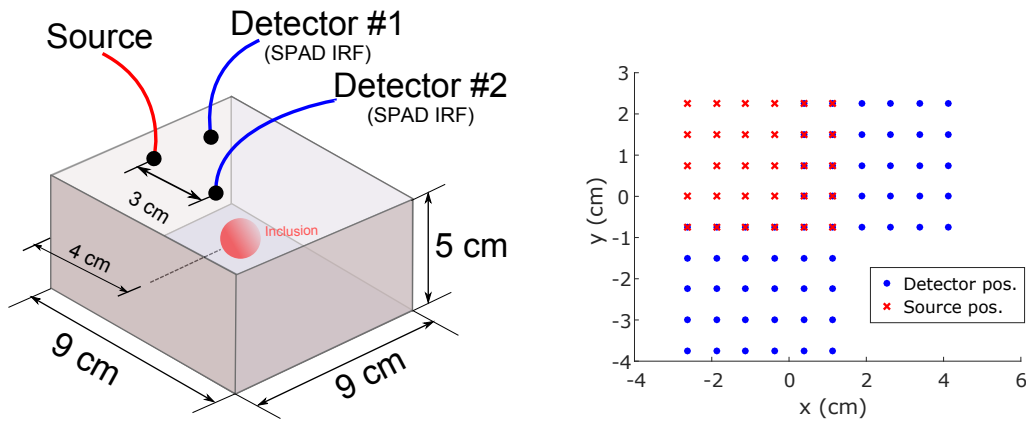 Source
Detector #1
(SPAD IRF)
Detector #2
(SPAD IRF)
3 cm
Inclusion
4 cm
5 cm
9 cm
9 cm
3
2
1
0
-1
-2
-3
-4
y (cm)
Detector pos.
Source pos.
-4
-2
0
2
4
6
x (cm)